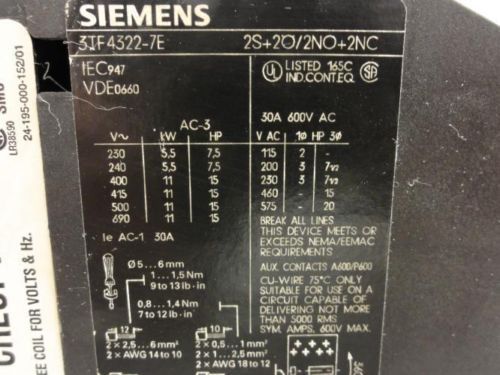 SIEMENS
3TF4322-7E 2S+2Ö/2NO+2NC
IEC947
VDE0660
UL LISTED 165C
IND.CONT.EQ. SA
AC-3
V~ kW HP
230 5,5 7,5
240 5,5 7,5
400 11 15
415 11 15
500 11 15
690 11 15
Ie AC-1 30A
30A 600V AC
V AC 1Ø HP 3Ø
115 2 -
200 3 7½
230 3 7½
460 - 15
575 - 20
BREAK ALL LINES
THIS DEVICE MEETS OR
EXCEEDS NEMA/EEMAC
REQUIREMENTS
AUX. CONTACTS A600/P600
CU-WIRE 75°C ONLY
SUITABLE FOR USE ON A
CIRCUIT CAPABLE OF
DELIVERING NOT MORE
THAN 5000 RMS
SYM. AMPS, 600V MAX.
Ø 5...6 mm
1...1,5 Nm
9 to 13 lb·in
0,8...1,4 Nm
7 to 12 lb·in
12
2 × 2,5...6 mm²
2 × AWG 14 to 10
10
2 × 0,5...1 mm²
2 × 1...2,5 mm²
2 × AWG 18 to 12
LR38590
24-195-000-152/01
2
EE COIL FOR VOLTS & Hz.